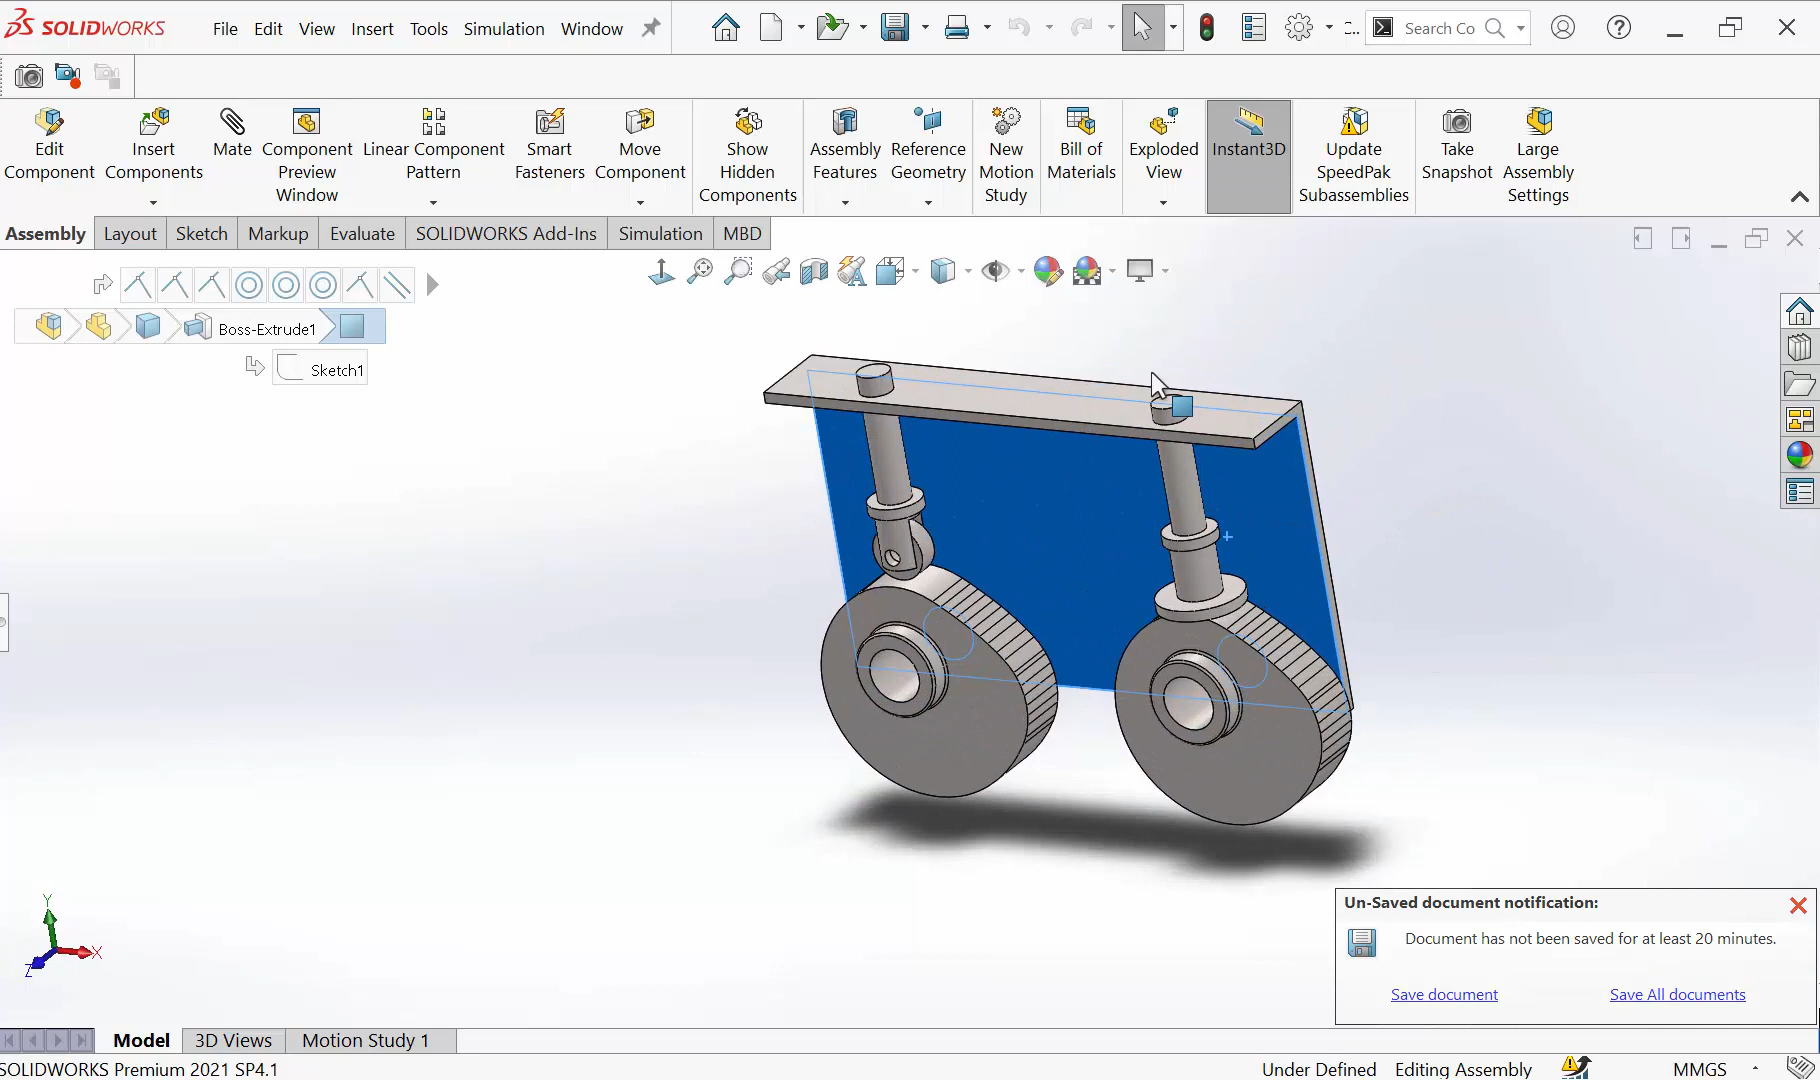 SOLIDWORKS File Edit View Insert Tools Simulation Window C... Search Co
Edit Component
Insert Components
Mate
Component Preview Window
Linear Component Pattern
Smart Fasteners
Move Component
Show Hidden Components
Assembly Features
Reference Geometry
New Motion Study
Bill of Materials
Exploded View
Instant3D
Update SpeedPak Subassemblies
Take Snapshot
Large Assembly Settings
Assembly Layout Sketch Markup Evaluate SOLIDWORKS Add-Ins Simulation MBD
Boss-Extrude1
Sketch1
Y
X
Z
Un-Saved document notification:
Document has not been saved for at least 20 minutes.
Save document Save All documents
Model 3D Views Motion Study 1
SOLIDWORKS Premium 2021 SP4.1 Under Defined Editing Assembly MMGS